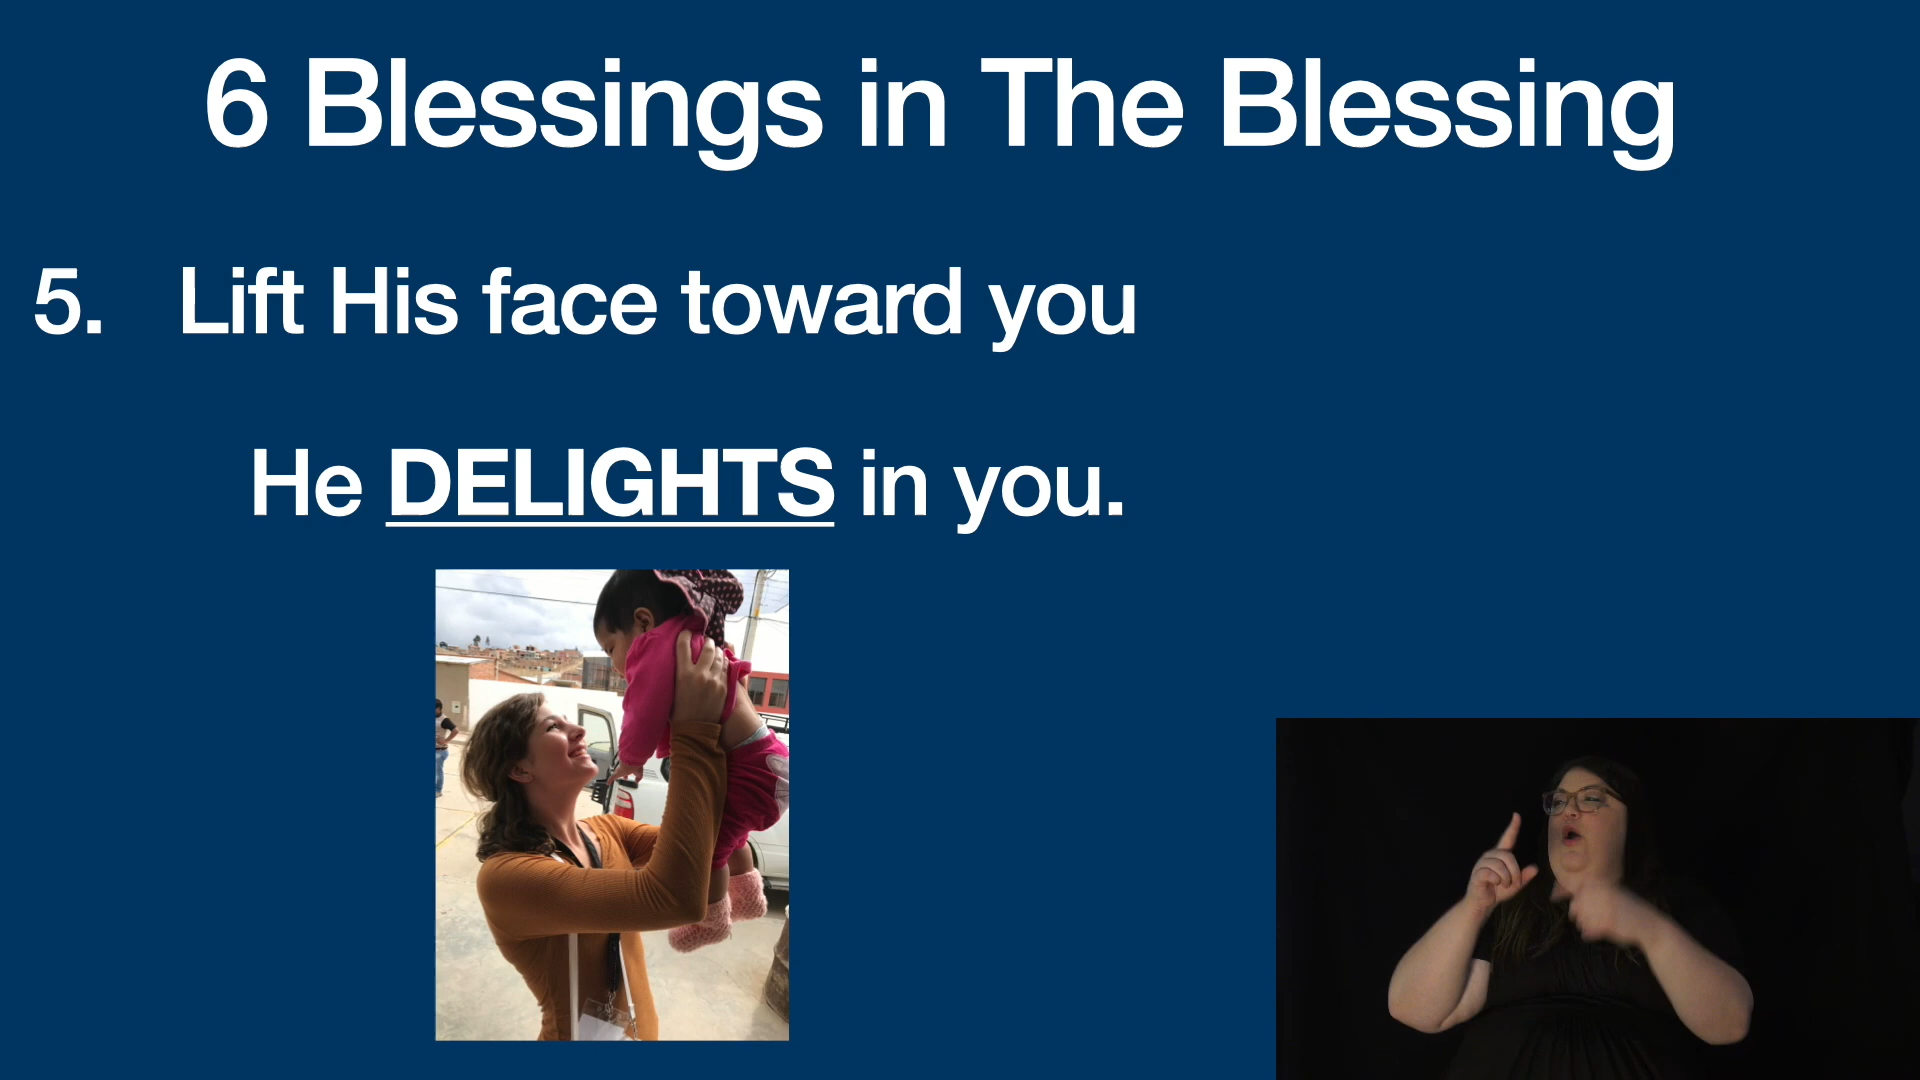 6 Blessings in The Blessing
5. Lift His face toward you
He DELIGHTS in you.